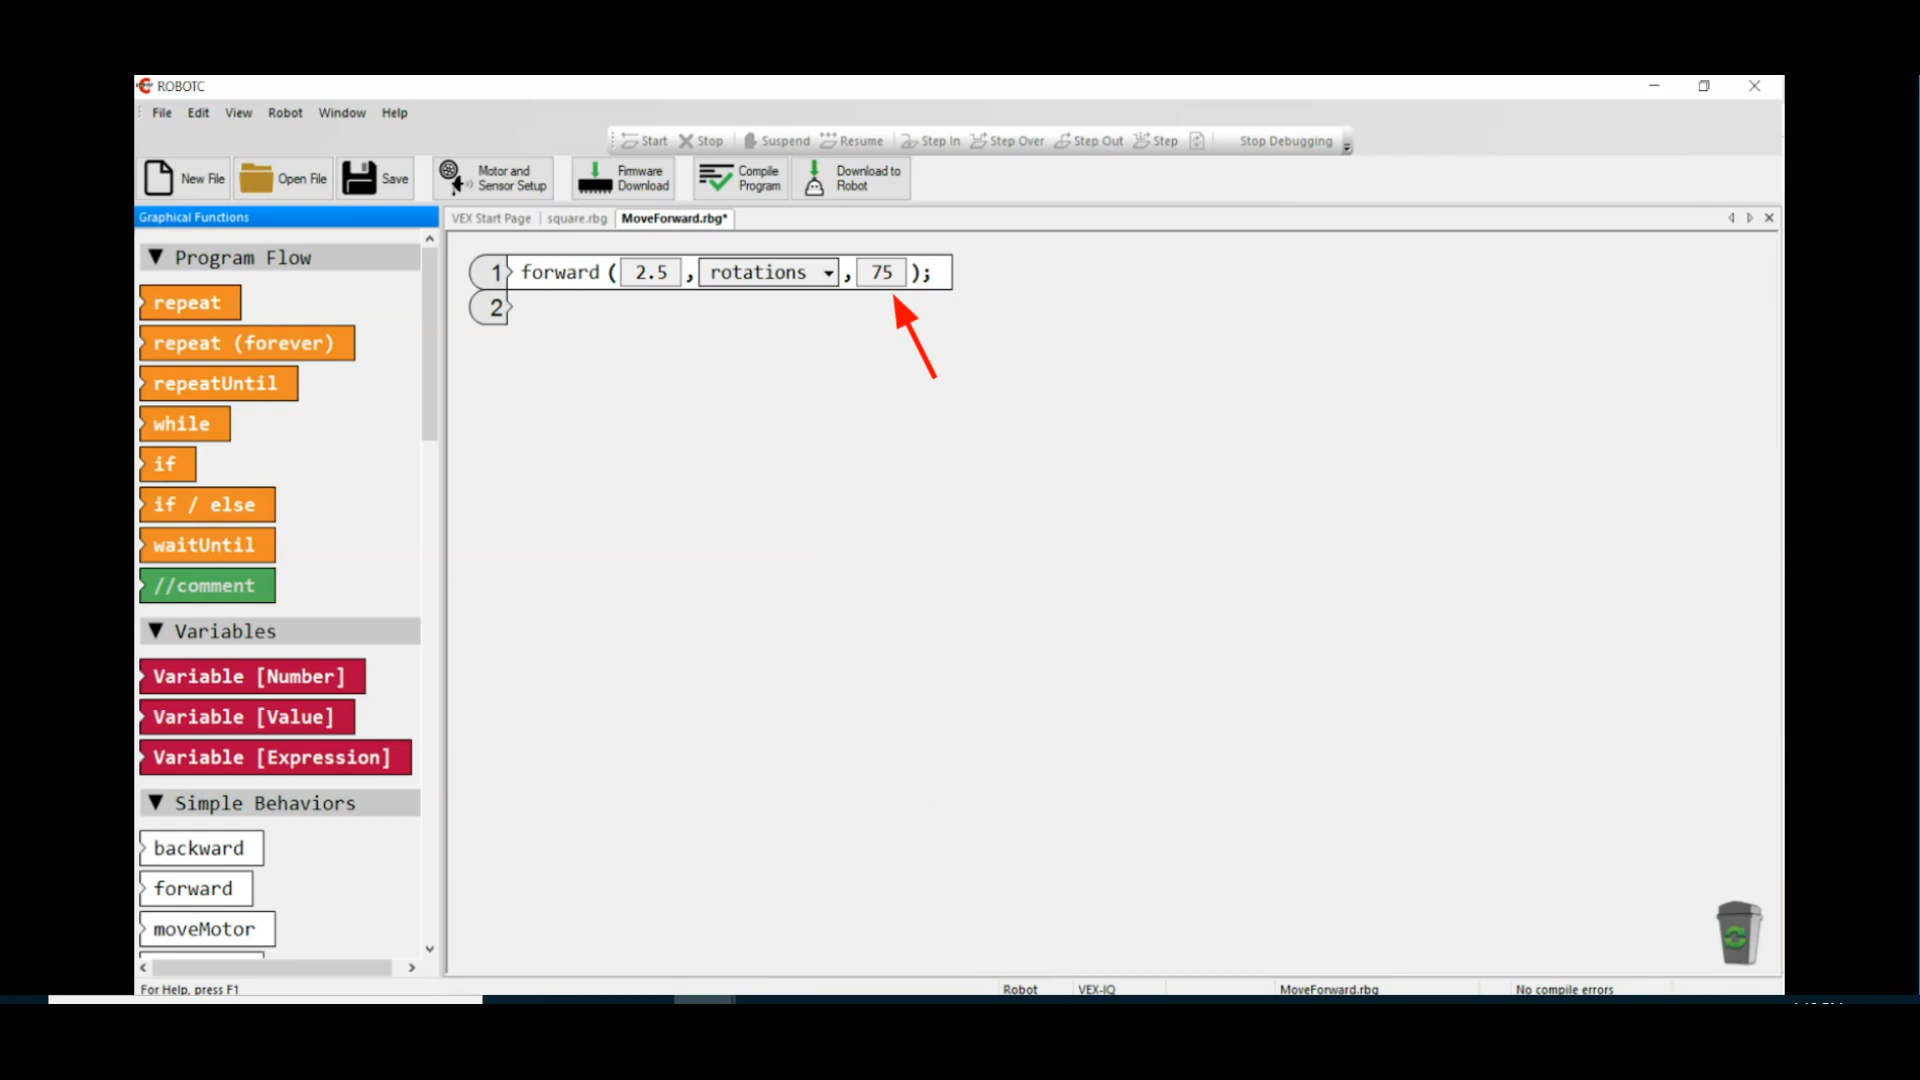 ROBOTC
File Edit View Robot Window Help
Start Stop Suspend Resume Step In Step Over Step Out Step Stop Debugging
New File Open File Save Motor and Sensor Setup Firmware Download Compile Program Download to Robot
Graphical Functions
VEX Start Page square.rbg MoveForward.rbg*
Program Flow
repeat
repeat (forever)
repeatUntil
while
if
if / else
waitUntil
//comment
Variables
Variable [Number]
Variable [Value]
Variable [Expression]
Simple Behaviors
backward
forward
moveMotor
1 forward ( 2.5 , rotations , 75 );
2
For Help, press F1 Robot VEX-IQ MoveForward.rbg No compile errors